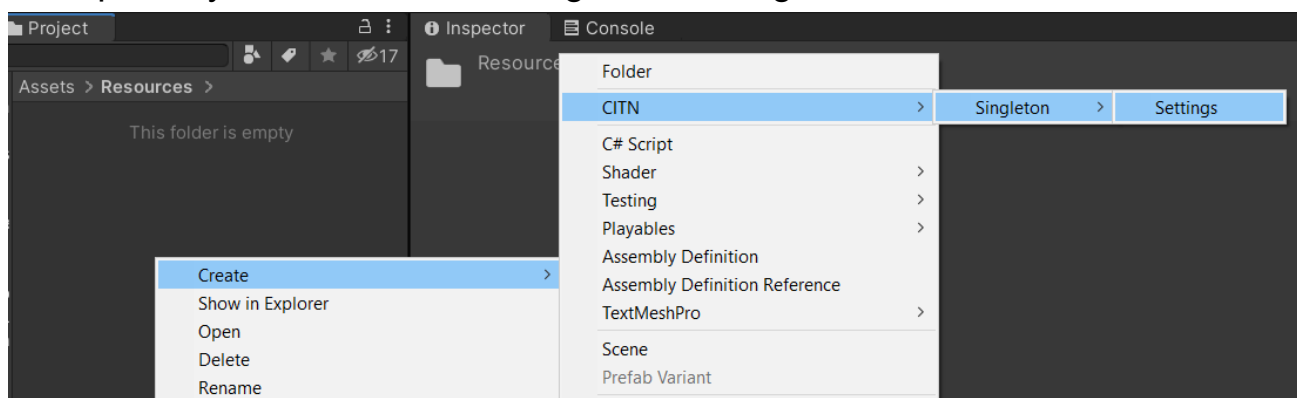 Project
Inspector
Console
17
Resource
Assets > Resources >
This folder is empty
Folder
CITN
Singleton
Settings
C# Script
Shader
Testing
Playables
Assembly Definition
Assembly Definition Reference
TextMeshPro
Scene
Prefab Variant
Create
Show in Explorer
Open
Delete
Rename